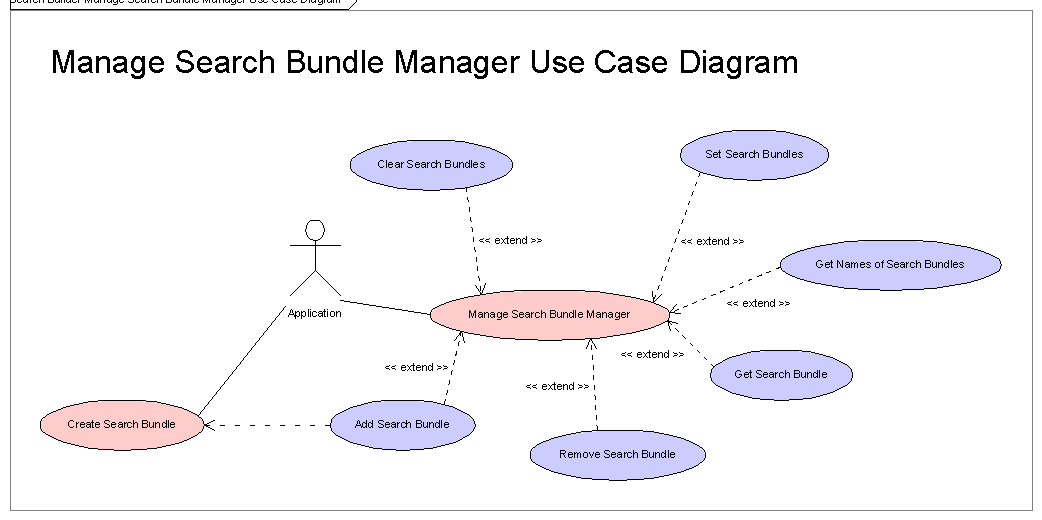 Search Builder Manage Search Bundle Manager Use Case Diagram
Manage Search Bundle Manager Use Case Diagram
Clear Search Bundles
Set Search Bundles
<< extend >>
<< extend >>
Get Names of Search Bundles
<< extend >>
Application
Manage Search Bundle Manager
<< extend >>
<< extend >>
Get Search Bundle
<< extend >>
Create Search Bundle
Add Search Bundle
Remove Search Bundle